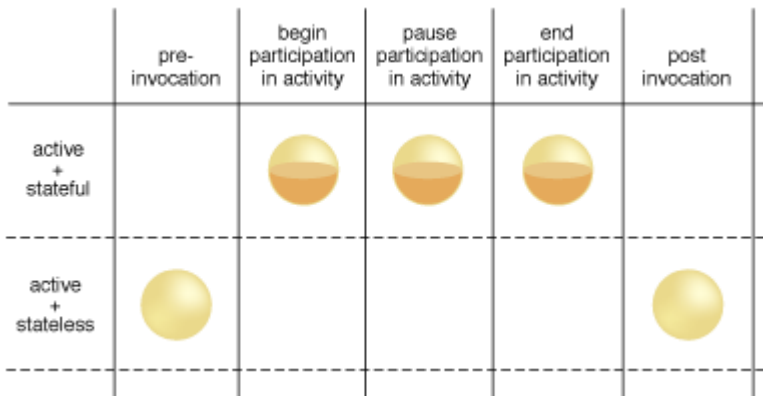 pre-
invocation
begin
participation
in activity
pause
participation
in activity
end
participation
in activity
post
invocation
active
+
stateful
active
+
stateless